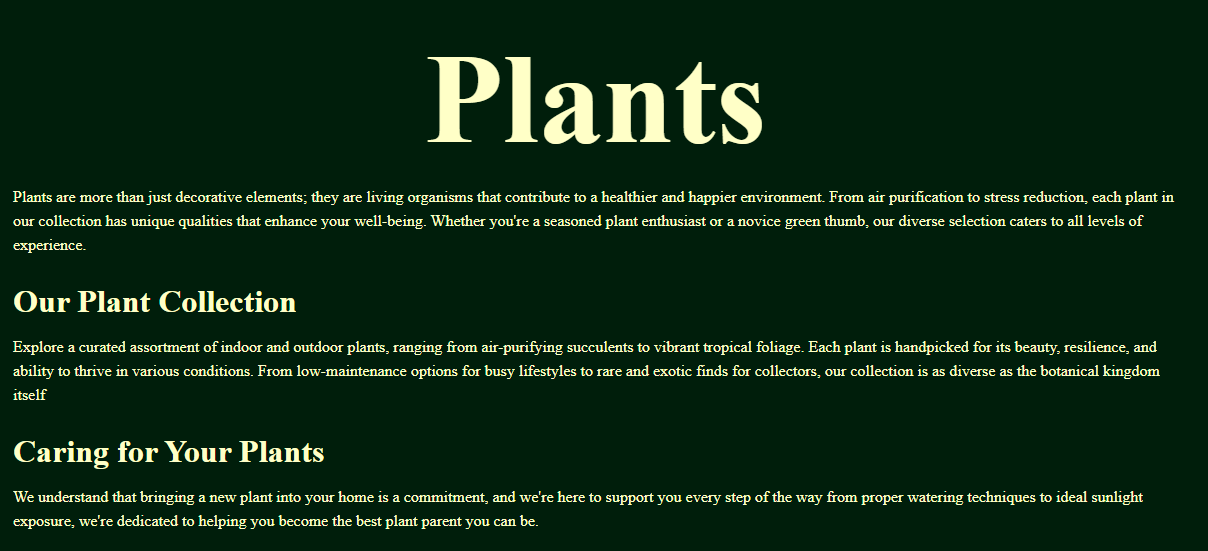 Plants
Plants are more than just decorative elements; they are living organisms that contribute to a healthier and happier environment. From air purification to stress reduction, each plant in
our collection has unique qualities that enhance your well-being. Whether you're a seasoned plant enthusiast or a novice green thumb, our diverse selection caters to all levels of
experience.
Our Plant Collection
Explore a curated assortment of indoor and outdoor plants, ranging from air-purifying succulents to vibrant tropical foliage. Each plant is handpicked for its beauty, resilience, and
ability to thrive in various conditions. From low-maintenance options for busy lifestyles to rare and exotic finds for collectors, our collection is as diverse as the botanical kingdom
itself
Caring for Your Plants
We understand that bringing a new plant into your home is a commitment, and we're here to support you every step of the way from proper watering techniques to ideal sunlight
exposure, we're dedicated to helping you become the best plant parent you can be.